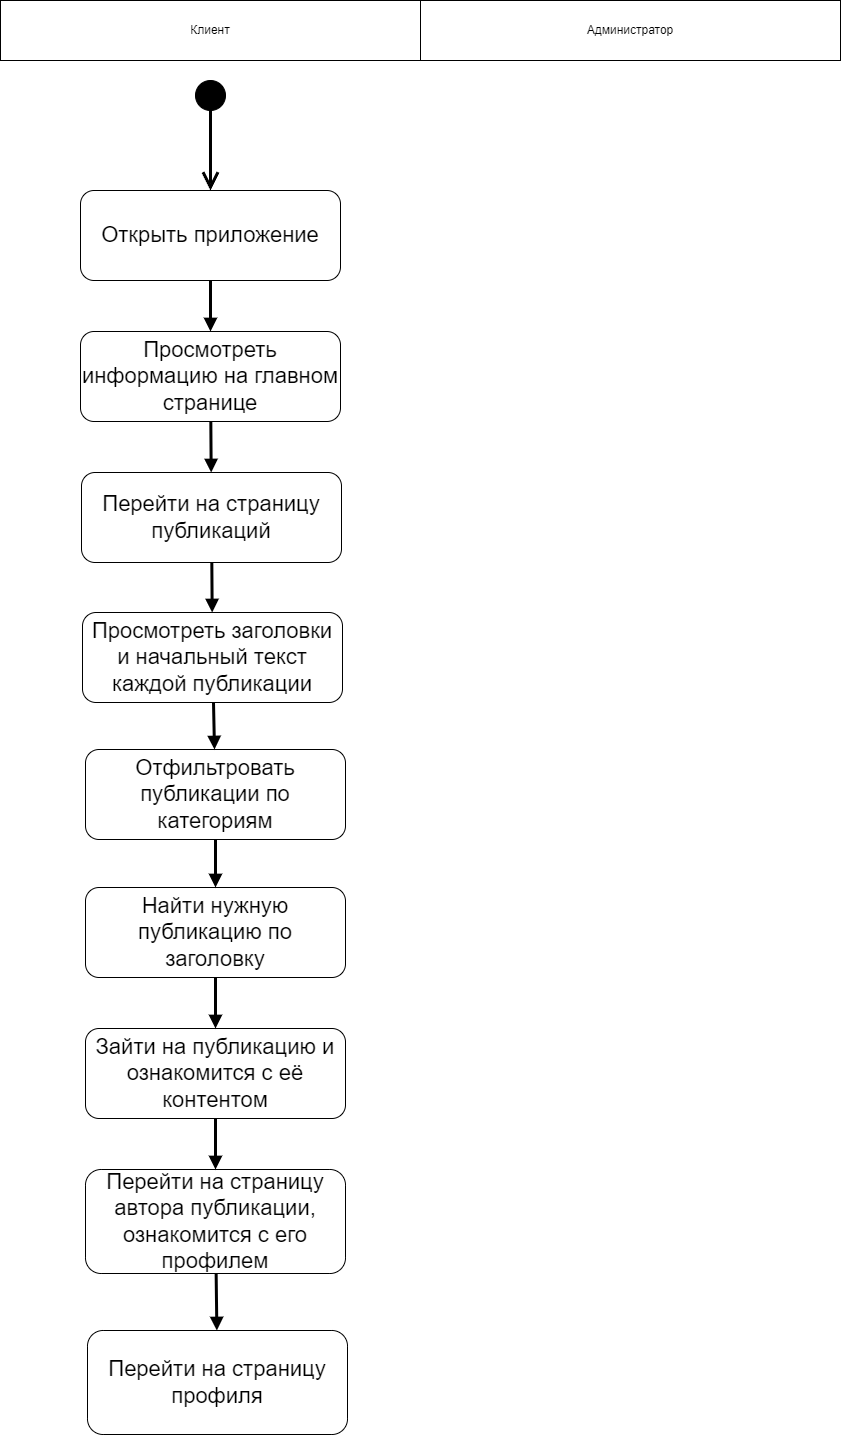 Клиент
Администратор
Открыть приложение
Просмотреть
информацию на главном
странице
Перейти на страницу
публикаций
Просмотреть заголовки
и начальный текст
каждой публикации
Отфильтровать
публикации по
категориям
Найти нужную
публикацию по
заголовку
Зайти на публикацию и
ознакомится с её
контентом
Перейти на страницу
автора публикации,
ознакомится с его
профилем
Перейти на страницу
профиля